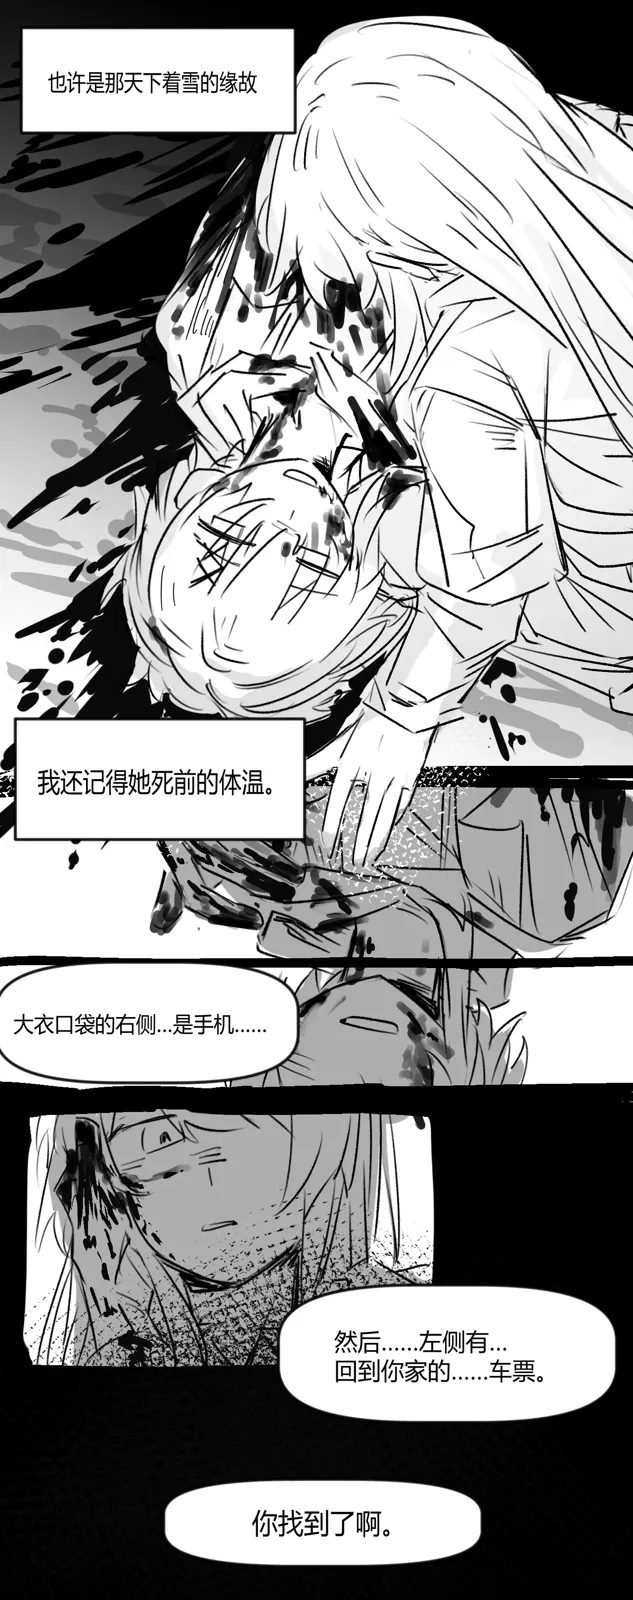 也许是那天下着雪的缘故
我还记得她死前的体温。
大衣口袋的右侧...是手机......
然后......左侧有...
回到你家的......车票。
你找到了啊。